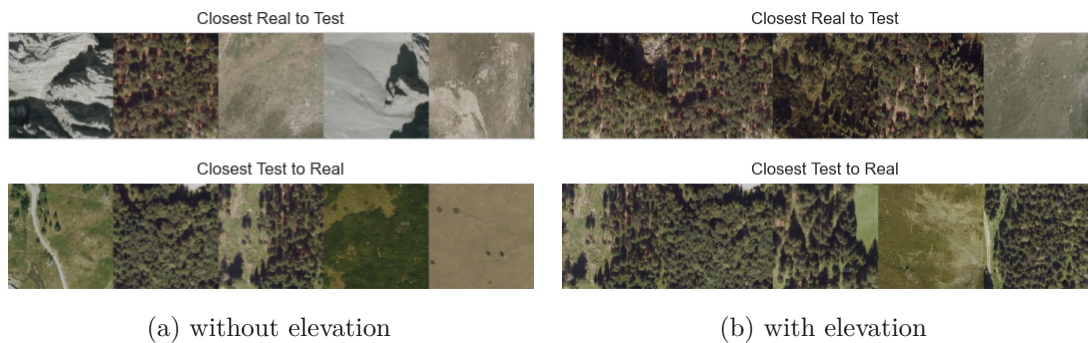 Closest Real to Test
Closest Test to Real
(a) without elevation
Closest Real to Test
Closest Test to Real
(b) with elevation